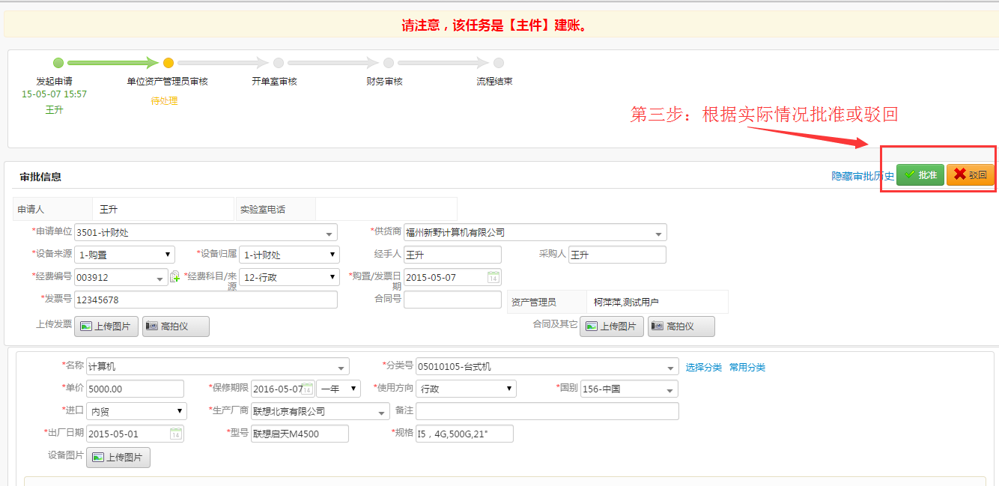 请注意，该任务是【主件】建账。
发起申请 单位资产管理员审核 开单室审核 财务审核 流程结束
15-05-07 15:57 待处理
王升
第三步：根据实际情况批准或驳回
审批信息 隐藏审批历史 批准 驳回
申请人 王升 实验室电话
*申请单位 3501-计财处 *供货商 福州新野计算机有限公司
*设备来源 1-购置 *设备归属 1-计财处 经手人 王升 采购人 王升
*经费编号 003912 *经费科目/来源 12-行政 *购置/发票日期 2015-05-07 14
*发票号 12345678 合同号 资产管理员 柯萍萍,测试用户
上传发票 上传图片 高拍仪 合同及其它 上传图片 高拍仪
*名称 计算机 *分类号 05010105-台式机 选择分类 常用分类
*单价 5000.00 *保修期限 2016-05-07 14 一年 *使用方向 行政 *国别 156-中国
*进口 内贸 *生产厂商 联想北京有限公司 备注
*出厂日期 2015-05-01 14 *型号 联想启天M4500 *规格 I5，4G,500G,21"
设备图片 上传图片